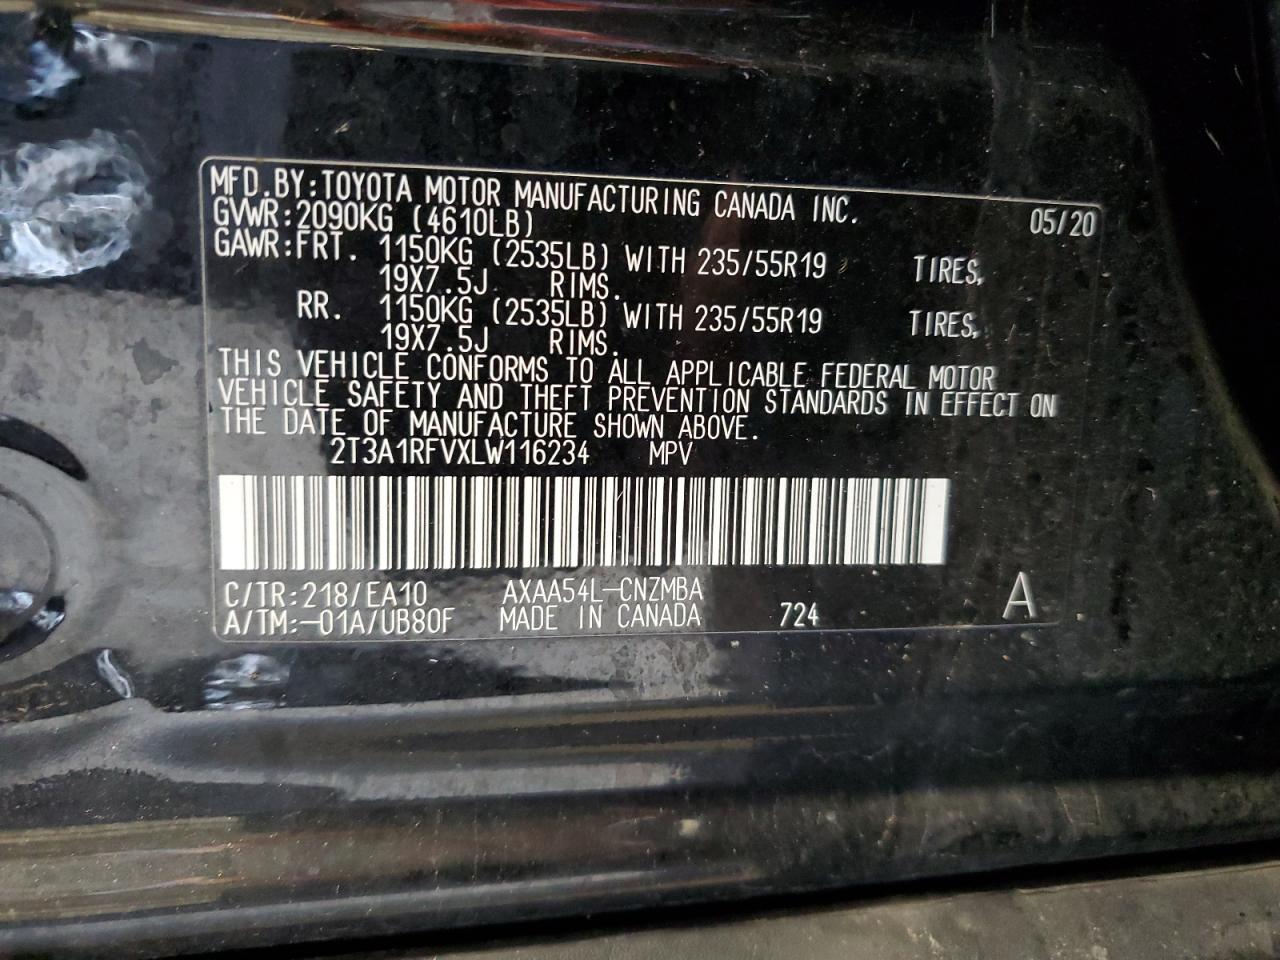 MFD.BY:TOYOTA MOTOR MANUFACTURING CANADA INC. 05/20
GVWR:2090KG (4610LB)
GAWR:FRT. 1150KG (2535LB) WITH 235/55R19 TIRES,
19X7.5J RIMS.
RR. 1150KG (2535LB) WITH 235/55R19 TIRES,
19X7.5J RIMS.
THIS VEHICLE CONFORMS TO ALL APPLICABLE FEDERAL MOTOR
VEHICLE SAFETY AND THEFT PREVENTION STANDARDS IN EFFECT ON
THE DATE OF MANUFACTURE SHOWN ABOVE.
2T3A1RFVXLW116234 MPV
C/TR:218/EA10 AXAA54L-CNZMBA A
A/TM:-01A/UB80F MADE IN CANADA 724